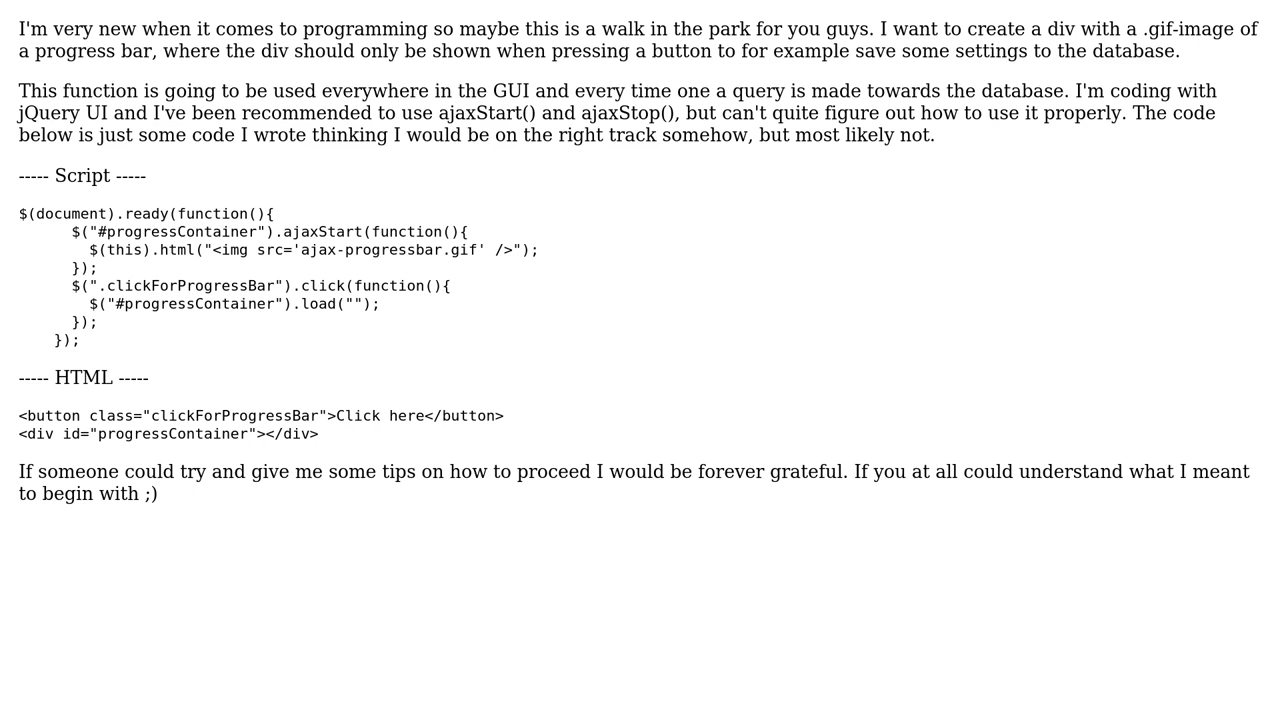 I'm very new when it comes to programming so maybe this is a walk in the park for you guys. I want to create a div with a .gif-image of
a progress bar, where the div should only be shown when pressing a button to for example save some settings to the database.
This function is going to be used everywhere in the GUI and every time one a query is made towards the database. I'm coding with
jQuery UI and I've been recommended to use ajaxStart() and ajaxStop(), but can't quite figure out how to use it properly. The code
below is just some code I wrote thinking I would be on the right track somehow, but most likely not.
----- Script -----
$(document).ready(function(){
      $("#progressContainer").ajaxStart(function(){
        $(this).html("<img src='ajax-progressbar.gif' />");
      });
      $(".clickForProgressBar").click(function(){
        $("#progressContainer").load("");
      });
    });
----- HTML -----
<button class="clickForProgressBar">Click here</button>
<div id="progressContainer"></div>
If someone could try and give me some tips on how to proceed I would be forever grateful. If you at all could understand what I meant
to begin with ;)